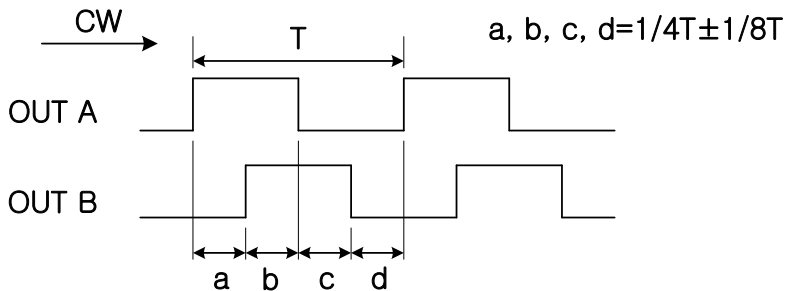 CW
T
a, b, c, d=1/4T±1/8T
OUT A
OUT B
a b c d